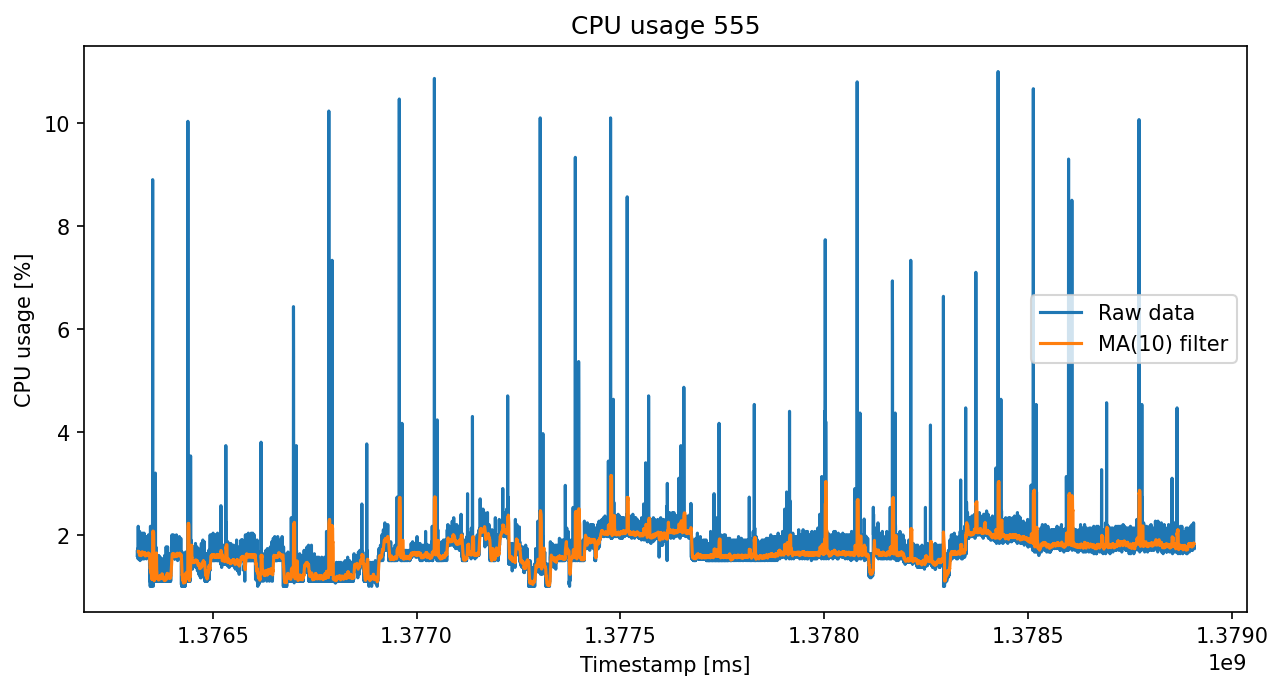 CPU usage 555
CPU usage [%]
10
8
6
4
2
Raw data
MA(10) filter
1.3765 1.3770 1.3775 1.3780 1.3785 1.3790
1e9
Timestamp [ms]